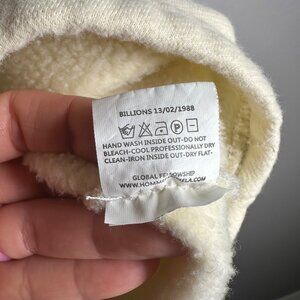 BILLIONS 13/02/1988
HAND WASH INSIDE OUT-DO NOT
BLEACH-COOL PROFESSIONALLY DRY
CLEAN-IRON INSIDE OUT-DRY FLAT-
GLOBAL FELLOWSHIP